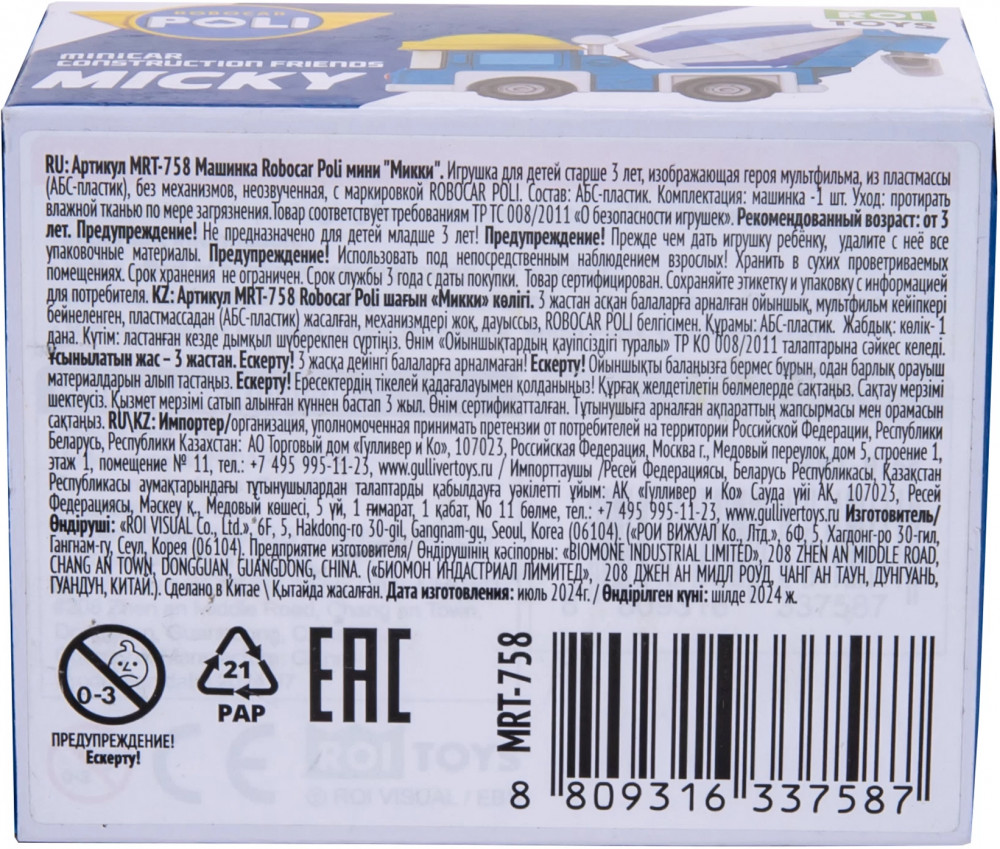 ROBOCAR
POLI
ROI
TOYS
MINICAR
CONSTRUCTION FRIENDS
MICKY
RU: Артикул MRT-758 Машинка Robocar Poli мини "Микки". Игрушка для детей старше 3 лет, изображающая героя мультфильма, из пластмассы
(АБС-пластик), без механизмов, неозвученная, с маркировкой ROBOCAR POLI. Состав: АБС-пластик. Комплектация: машинка -1 шт. Уход: протирать
влажной тканью по мере загрязнения.Товар соответствует требованиям ТР ТС 008/2011 «О безопасности игрушек». Рекомендованный возраст: от 3
лет. Предупреждение! Не предназначено для детей младше 3 лет! Предупреждение! Прежде чем дать игрушку ребёнку, удалите с неё все
упаковочные материалы. Предупреждение! Использовать под непосредственным наблюдением взрослых! Хранить в сухих проветриваемых
помещениях. Срок хранения не ограничен. Срок службы 3 года с даты покупки. Товар сертифицирован. Сохраняйте этикетку и упаковку с информацией
для потребителя. KZ: Артикул MRT-758 Robocar Poli шағын «Микки» көлігі. 3 жастан асқан балаларға арналған ойыншық, мультфильм кейіпкері
бейнеленген, пластмассадан (АБС-пластик) жасалған, механизмдері жоқ, дауыссыз, ROBOCAR POLI белгісімен. Құрамы: АБС-пластик. Жабдық: көлік- 1
дана. Күтім: ластанған кезде дымқыл шүберекпен сүртіңіз. Өнім «Ойыншықтардың қауіпсіздігі туралы» ТР КО 008/2011 талаптарына сәйкес келеді.
Ұсынылатын жас – 3 жастан. Ескерту! 3 жасқа дейінгі балаларға арналмаған! Ескерту! Ойыншықты балаңызға бермес бұрын, одан барлық орауыш
материалдарын алып тастаңыз. Ескерту! Ересектердің тікелей қадағалауымен қолданыңыз! Құрғақ желдетілетін бөлмелерде сақтаңыз. Сақтау мерзімі
шектеусіз. Қызмет мерзімі сатып алынған күннен бастап 3 жыл. Өнім сертификатталған. Тұтынушыға арналған ақпараттың жапсырмасы мен орамасын
сақтаңыз. RU\KZ: Импортер/организация, уполномоченная принимать претензии от потребителей на территории Российской Федерации, Республики
Беларусь, Республики Казахстан: АО Торговый дом «Гулливер и Ко», 107023, Российская Федерация, Москва г., Медовый переулок, дом 5, строение 1,
этаж 1, помещение № 11, тел.: +7 495 995-11-23, www.gullivertoys.ru / Импорттаушы /Ресей Федерациясы, Беларусь Республикасы, Қазақстан
Республикасы аумақтарындағы тұтынушылардан талаптарды қабылдауға уәкілетті ұйым: АҚ «Гулливер и Ко» Сауда үйі АҚ, 107023, Ресей
Федерациясы, Маскеу қ., Медовый көшесі, 5 үй, 1 ғимарат, 1 қабат, No 11 бөлме, тел.: +7 495 995-11-23, www.gullivertoys.ru Изготовитель/
Өндіруші: «ROI VISUAL Co., Ltd.», 6F, 5, Hakdong-ro 30-gil, Gangnam-gu, Seoul, Korea (06104). («РОИ ВИЖУАЛ Ко., Лтд.», 6Ф, 5, Хагдонг-ро 30-гил,
Гангнам-гу, Сеул, Корея (06104). Предприятие изготовителя/ Өндірушінің кәсіпорны: «BIOMONE INDUSTRIAL LIMITED», 208 ZHEN AN MIDDLE ROAD,
CHANG AN TOWN, DONGGUAN, GUANGDONG, CHINA. («БИОМОН ИНДАСТРИАЛ ЛИМИТЕД», 208 ДЖЕН АН МИДЛ РОУД, ЧАНГ АН ТАУН, ДУНГУАНЬ,
ГУАНДУН, КИТАЙ.). Сделано в Китае \ Қытайда жасалған. Дата изготовления: июль 2024г./ Өндірілген күні: шілде 2024 ж.
0-3
ПРЕДУПРЕЖДЕНИЕ!
Ескерту!
21
PAP
EAC
MRT-758
8 809316 337587
CE
ROI TOYS
© ROI VISUAL / EBS